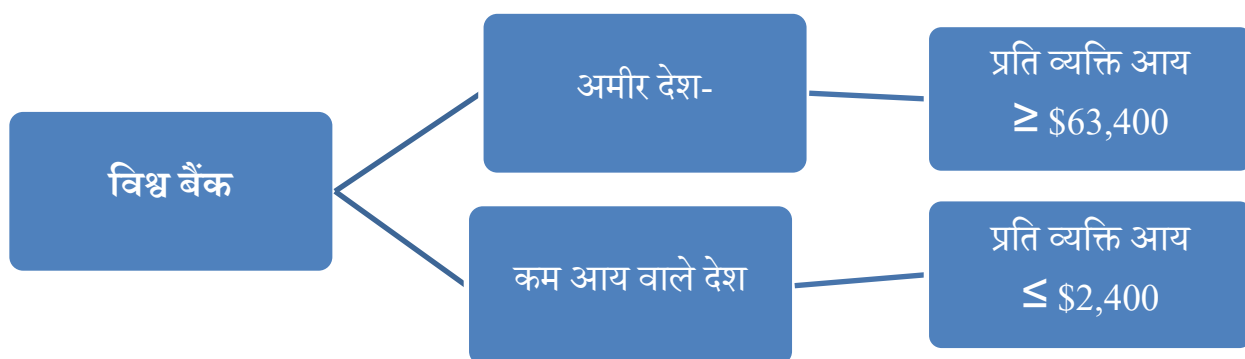 विश्व बैंक
अमीर देश-
प्रति व्यक्ति आय
≥ $63,400
कम आय वाले देश
प्रति व्यक्ति आय
≤ $2,400